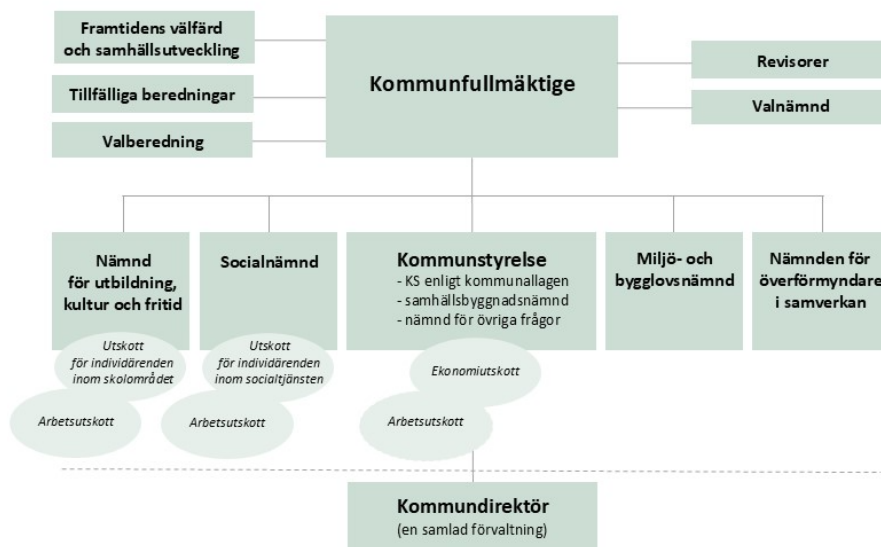 Framtidens välfärd
och samhällsutveckling
Tillfälliga beredningar
Valberedning
Kommunfullmäktige
Revisorer
Valnämnd
Nämnd
för utbildning,
kultur och fritid
Socialnämnd
Kommunstyrelse
- KS enligt kommunallagen
- samhällsbyggnadsnämnd
- nämnd för övriga frågor
Miljö- och
bygglovsnämnd
Nämnden för
överförmyndare
i samverkan
Utskott
för individärenden
inom skolområdet
Arbetsutskott
Utskott
för individärenden
inom socialtjänsten
Arbetsutskott
Ekonomiutskott
Arbetsutskott
Kommundirektör
(en samlad förvaltning)